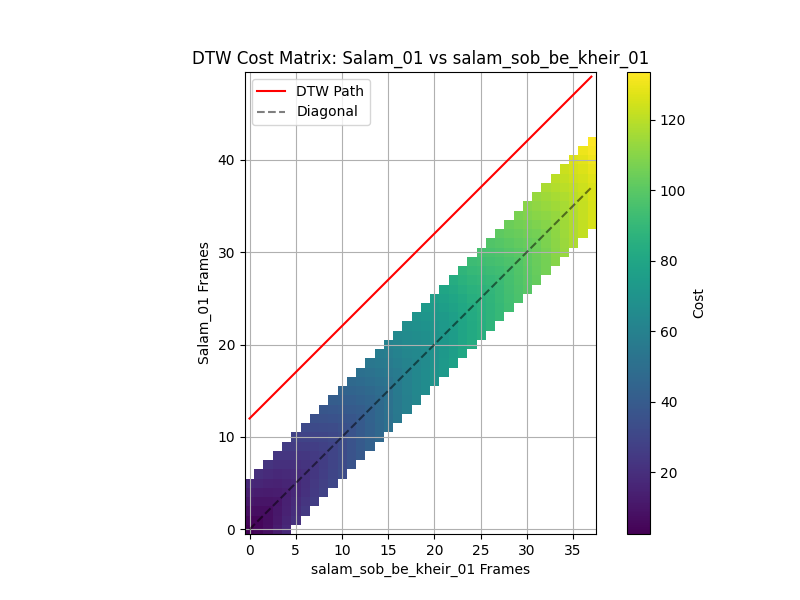 DTW Cost Matrix: Salam_01 vs salam_sob_be_kheir_01
DTW Path
Diagonal
40
30
20
10
0
Salam_01 Frames
0 5 10 15 20 25 30 35
salam_sob_be_kheir_01 Frames
120
100
80
60
40
20
Cost